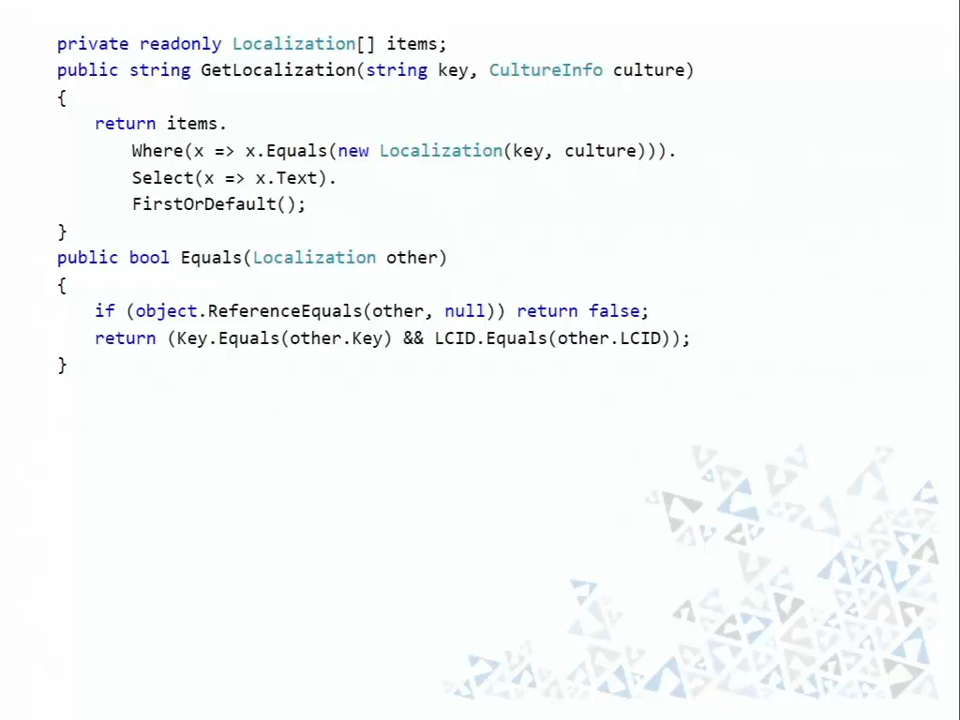 private readonly Localization[] items;
public string GetLocalization(string key, CultureInfo culture)
{
return items.
Where(x => x.Equals(new Localization(key, culture))).
Select(x => x.Text).
FirstOrDefault();
}
public bool Equals(Localization other)
{
if (object.ReferenceEquals(other, null)) return false;
return (Key.Equals(other.Key) && LCID.Equals(other.LCID));
}